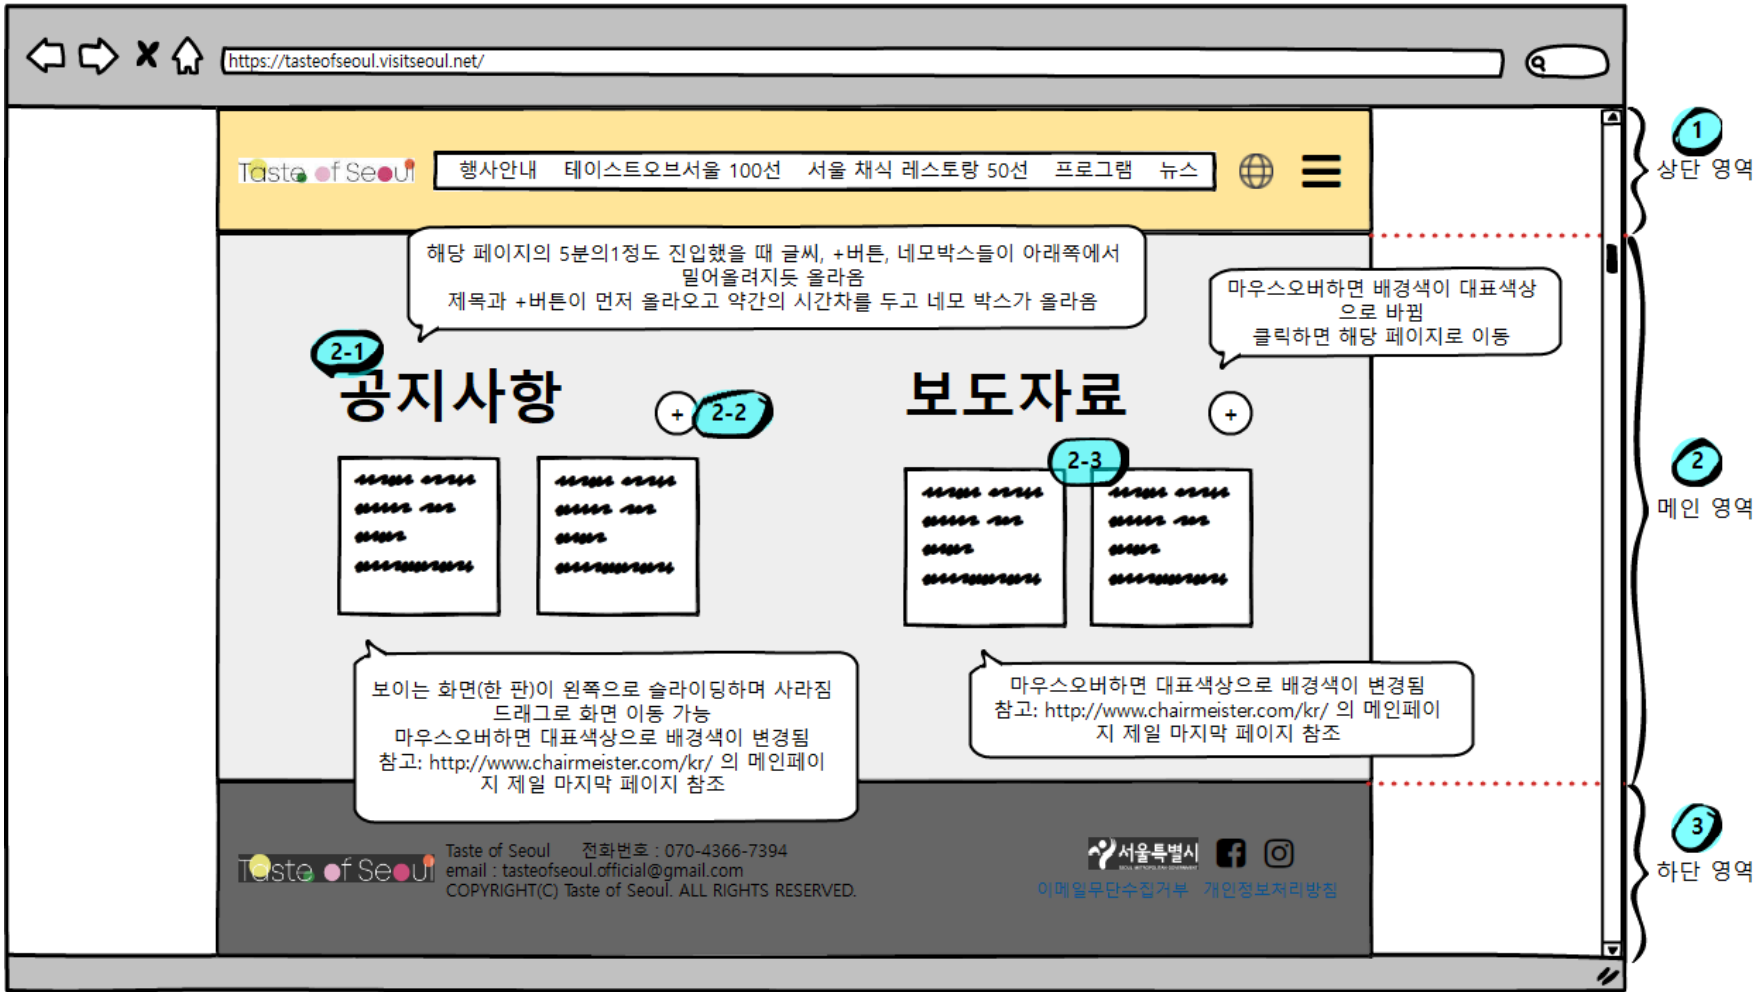 https://tasteofseoul.visitseoul.net/
1
상단 영역
Taste of Seoul
행사안내 테이스트오브서울 100선 서울 채식 레스토랑 50선 프로그램 뉴스
해당 페이지의 5분의1정도 진입했을 때 글씨, +버튼, 네모박스들이 아래쪽에서
밀어올려지듯 올라옴
제목과 +버튼이 먼저 올라오고 약간의 시간차를 두고 네모 박스가 올라옴
마우스오버하면 배경색이 대표색상
으로 바뀜
클릭하면 해당 페이지로 이동
2-1
공지사항
+
2-2
보도자료
+
2-3
2
메인 영역
보이는 화면(한 판)이 왼쪽으로 슬라이딩하며 사라짐
드래그로 화면 이동 가능
마우스오버하면 대표색상으로 배경색이 변경됨
참고: http://www.chairmeister.com/kr/ 의 메인페이
지 제일 마지막 페이지 참조
마우스오버하면 대표색상으로 배경색이 변경됨
참고: http://www.chairmeister.com/kr/ 의 메인페이
지 제일 마지막 페이지 참조
3
하단 영역
Taste of Seoul
Taste of Seoul 전화번호 : 070-4366-7394
email : tasteofseoul.official@gmail.com
COPYRIGHT(C) Taste of Seoul. ALL RIGHTS RESERVED.
서울특별시
이메일무단수집거부 개인정보처리방침